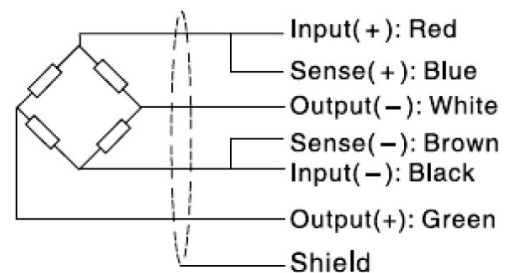 Input(+): Red
Sense(+): Blue
Output(−): White
Sense(−): Brown
Input(−): Black
Output(+): Green
Shield